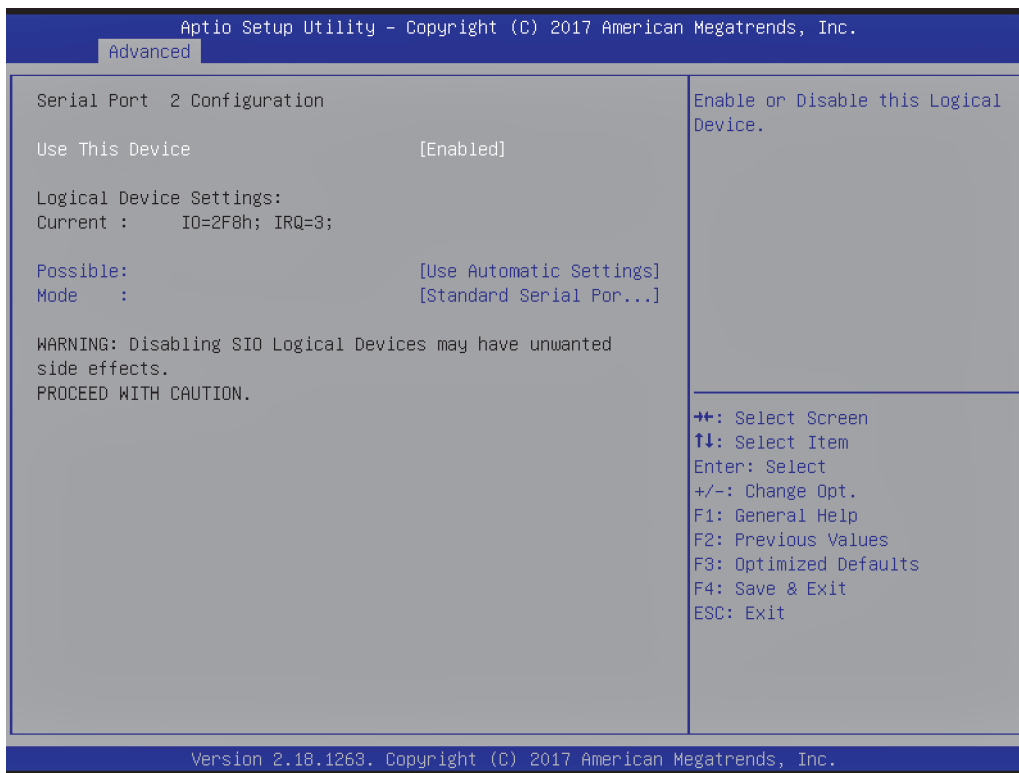 Aptio Setup Utility – Copyright (C) 2017 American Megatrends, Inc.
Advanced
Serial Port 2 Configuration
Use This Device [Enabled]
Logical Device Settings:
Current : IO=2F8h; IRQ=3;
Possible: [Use Automatic Settings]
Mode : [Standard Serial Por...]
WARNING: Disabling SIO Logical Devices may have unwanted
side effects.
PROCEED WITH CAUTION.
Enable or Disable this Logical
Device.
→←: Select Screen
↑↓: Select Item
Enter: Select
+/-: Change Opt.
F1: General Help
F2: Previous Values
F3: Optimized Defaults
F4: Save & Exit
ESC: Exit
Version 2.18.1263. Copyright (C) 2017 American Megatrends, Inc.